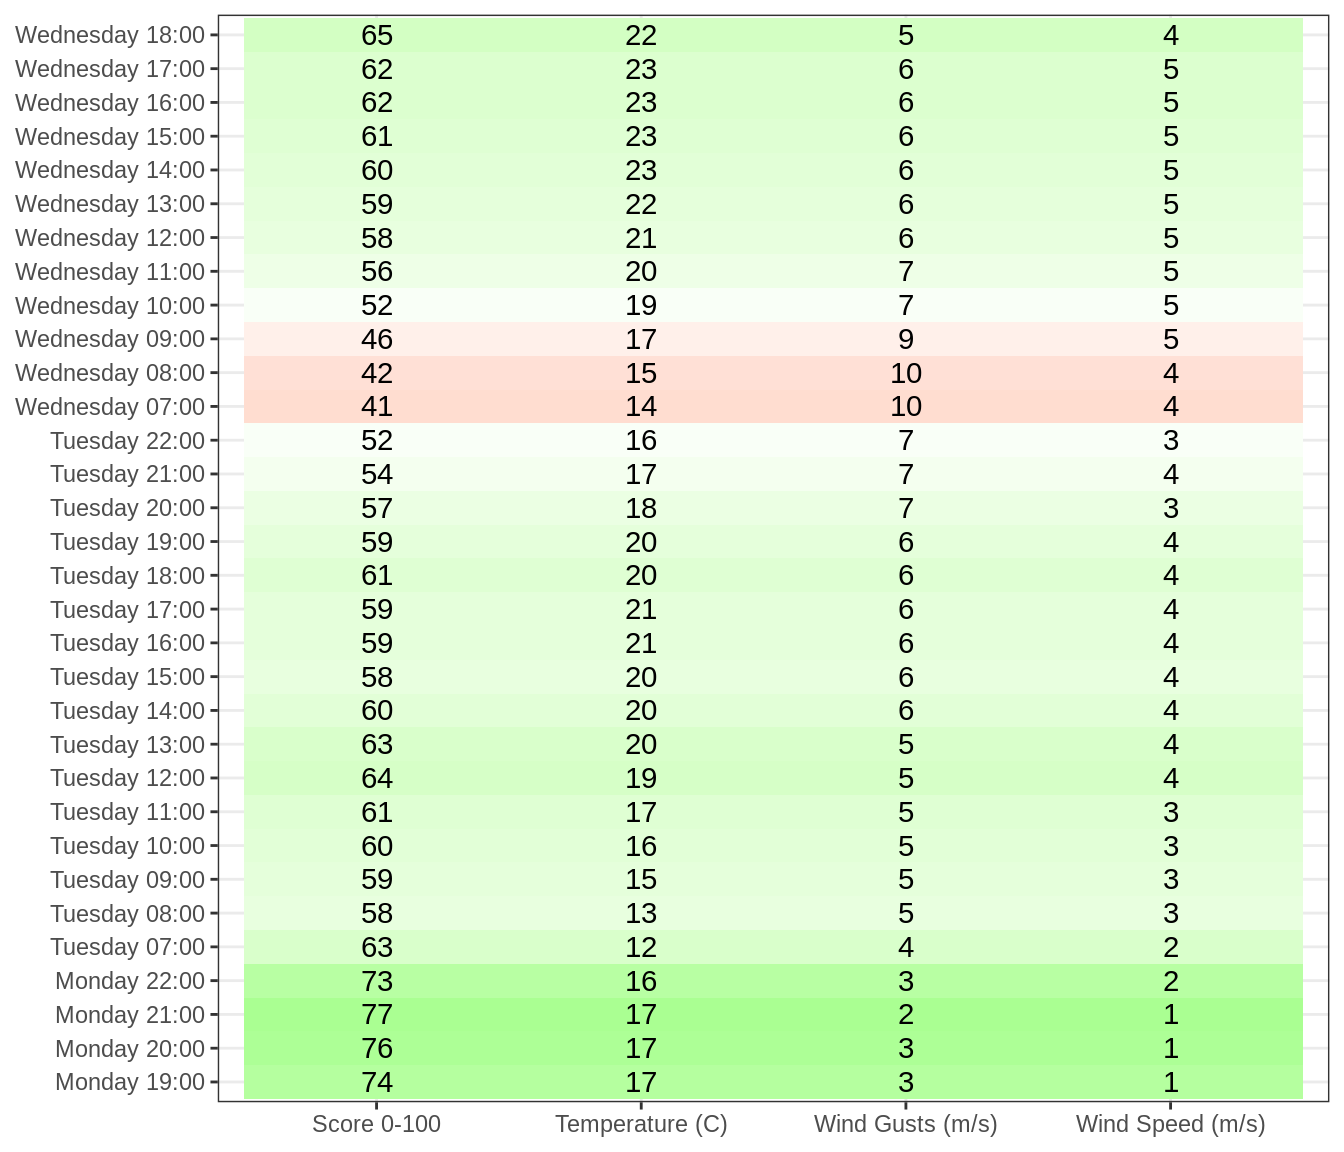 Wednesday 18:00 65 22 5 4
Wednesday 17:00 62 23 6 5
Wednesday 16:00 62 23 6 5
Wednesday 15:00 61 23 6 5
Wednesday 14:00 60 23 6 5
Wednesday 13:00 59 22 6 5
Wednesday 12:00 58 21 6 5
Wednesday 11:00 56 20 7 5
Wednesday 10:00 52 19 7 5
Wednesday 09:00 46 17 9 5
Wednesday 08:00 42 15 10 4
Wednesday 07:00 41 14 10 4
Tuesday 22:00 52 16 7 3
Tuesday 21:00 54 17 7 4
Tuesday 20:00 57 18 7 3
Tuesday 19:00 59 20 6 4
Tuesday 18:00 61 20 6 4
Tuesday 17:00 59 21 6 4
Tuesday 16:00 59 21 6 4
Tuesday 15:00 58 20 6 4
Tuesday 14:00 60 20 6 4
Tuesday 13:00 63 20 5 4
Tuesday 12:00 64 19 5 4
Tuesday 11:00 61 17 5 3
Tuesday 10:00 60 16 5 3
Tuesday 09:00 59 15 5 3
Tuesday 08:00 58 13 5 3
Tuesday 07:00 63 12 4 2
Monday 22:00 73 16 3 2
Monday 21:00 77 17 2 1
Monday 20:00 76 17 3 1
Monday 19:00 74 17 3 1
Score 0-100 Temperature (C) Wind Gusts (m/s) Wind Speed (m/s)